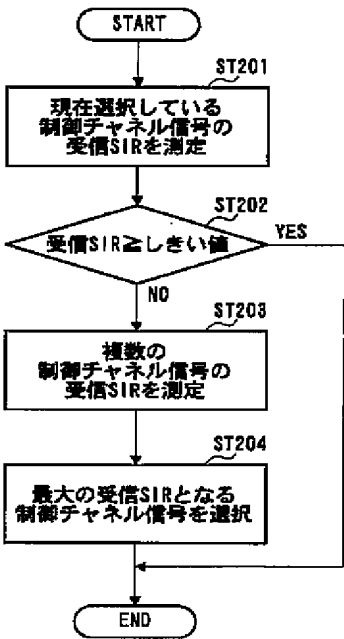 START
ST201
現在選択している
制御チャネル信号の
受信SIRを測定
ST202
受信SIR≧しきい値
YES
NO
ST203
複数の
制御チャネル信号の
受信SIRを測定
ST204
最大の受信SIRとなる
制御チャネル信号を選択
END